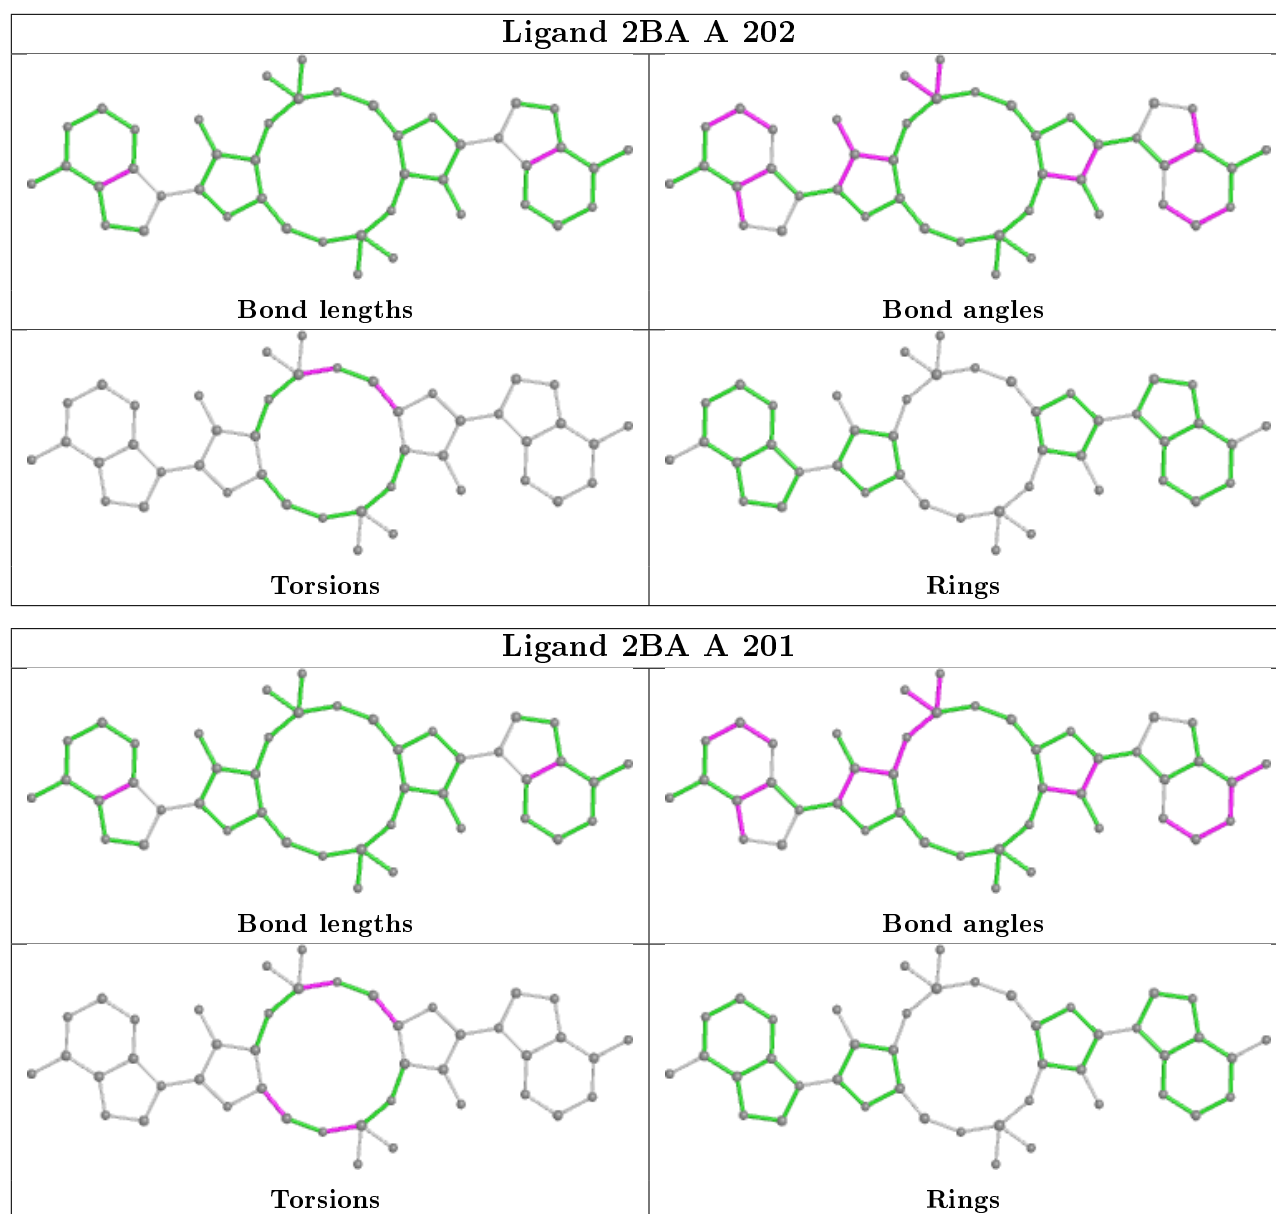 Ligand 2BA A 202
Bond lengths
Bond angles
Torsions
Rings
Ligand 2BA A 201
Bond lengths
Bond angles
Torsions
Rings